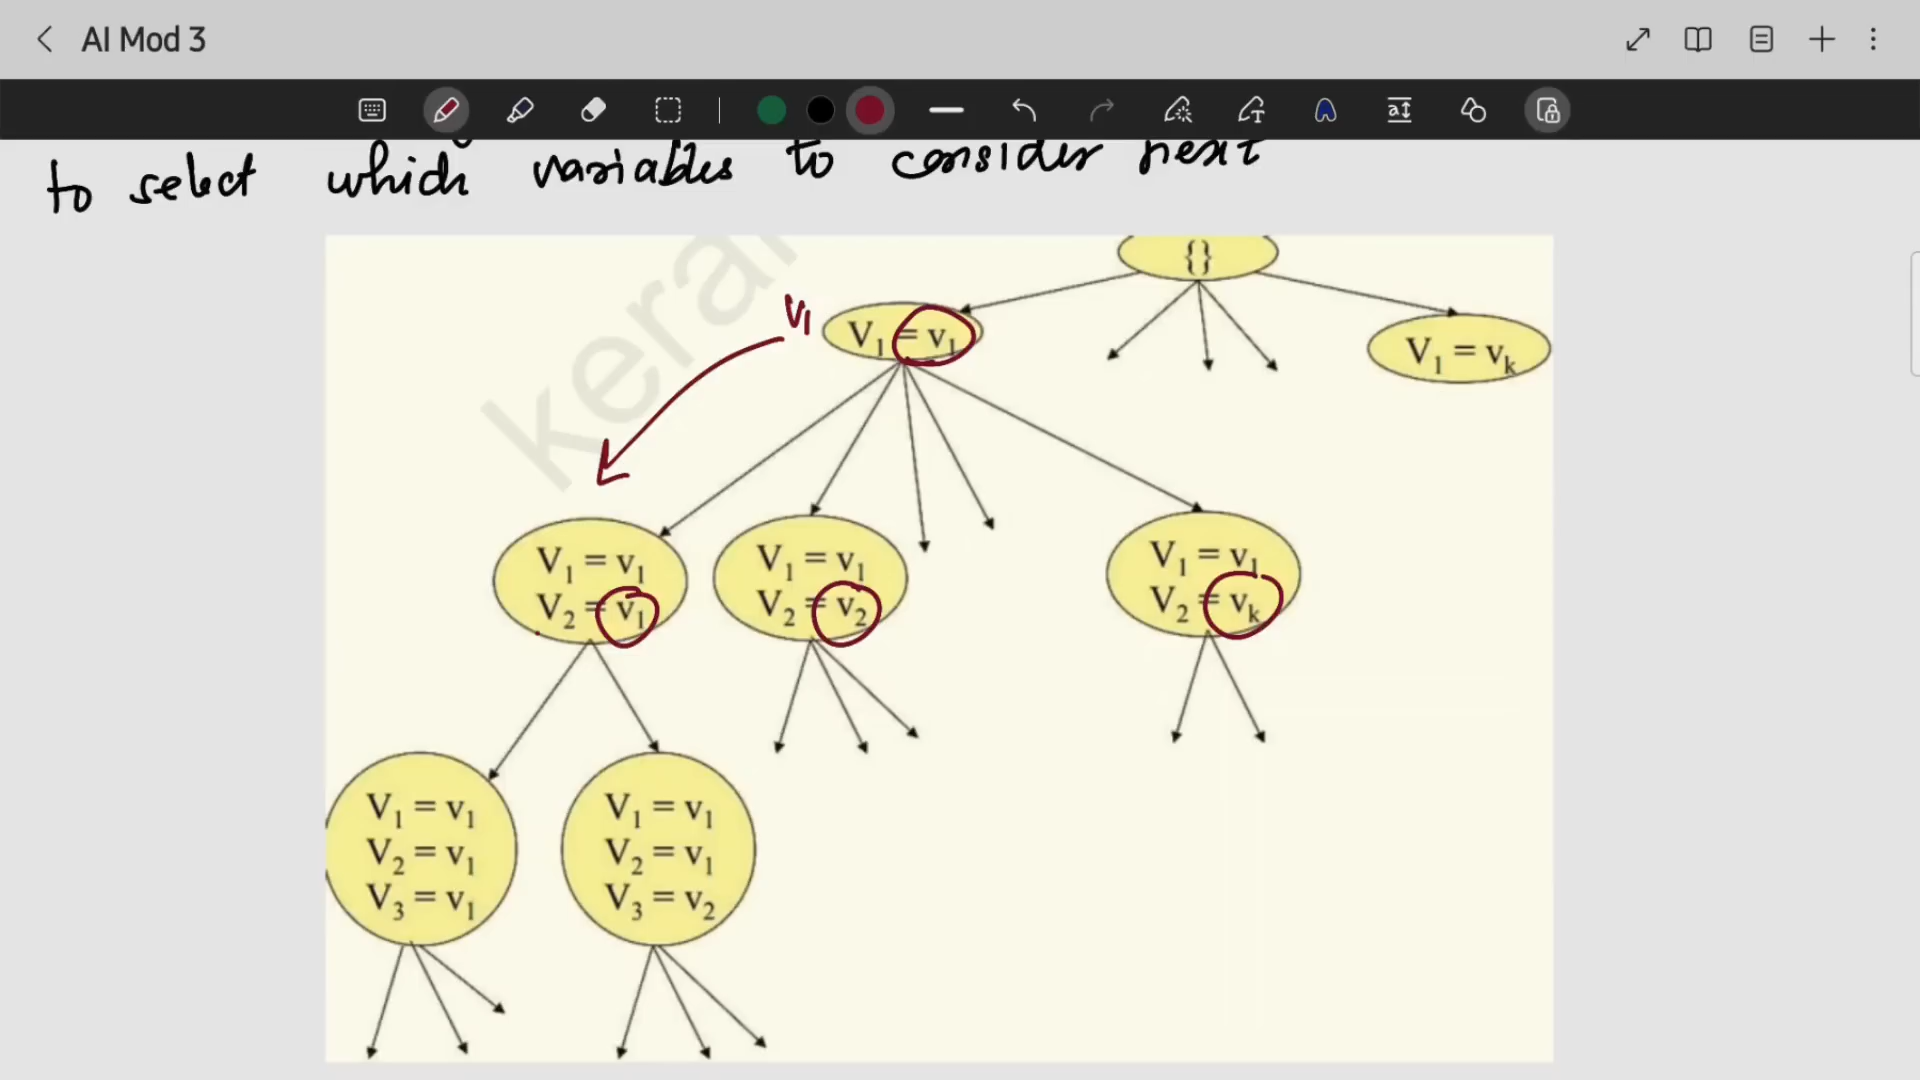 AI Mod 3
to select which variables to consider next
{}
V₁ = v₁
V₁ = vₖ
v₁
V₁ = v₁
V₂ = v₁
V₁ = v₁
V₂ = v₂
V₁ = v₁
V₂ = vₖ
V₁ = v₁
V₂ = v₁
V₃ = v₁
V₁ = v₁
V₂ = v₁
V₃ = v₂
kera